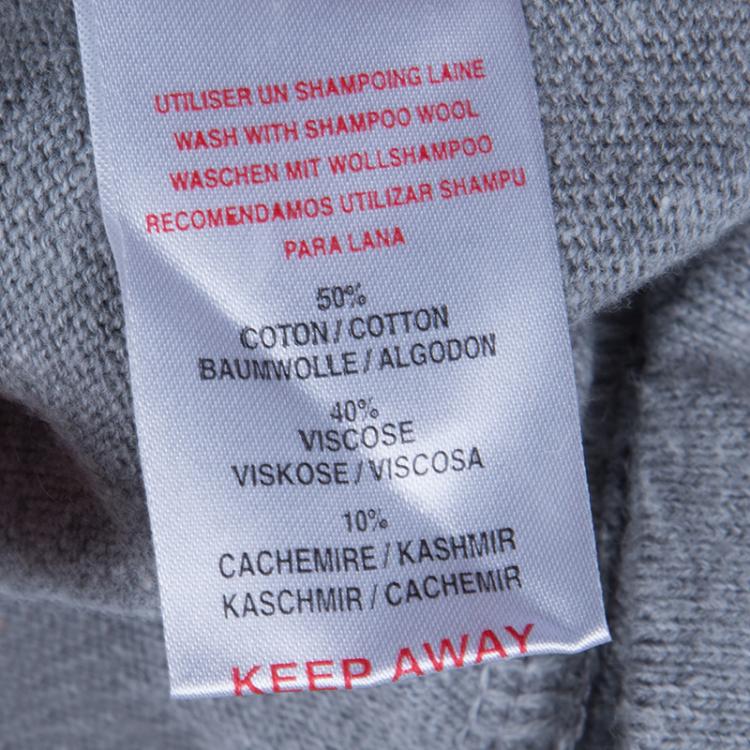 UTILISER UN SHAMPOING LAINE
WASH WITH SHAMPOO WOOL
WASCHEN MIT WOLLSHAMPOO
RECOMENDAMOS UTILIZAR SHAMPU
PARA LANA
50%
COTON / COTTON
BAUMWOLLE / ALGODON
40%
VISCOSE
VISKOSE / VISCOSA
10%
CACHEMIRE / KASHMIR
KASCHMIR / CACHEMIR
KEEP AWAY